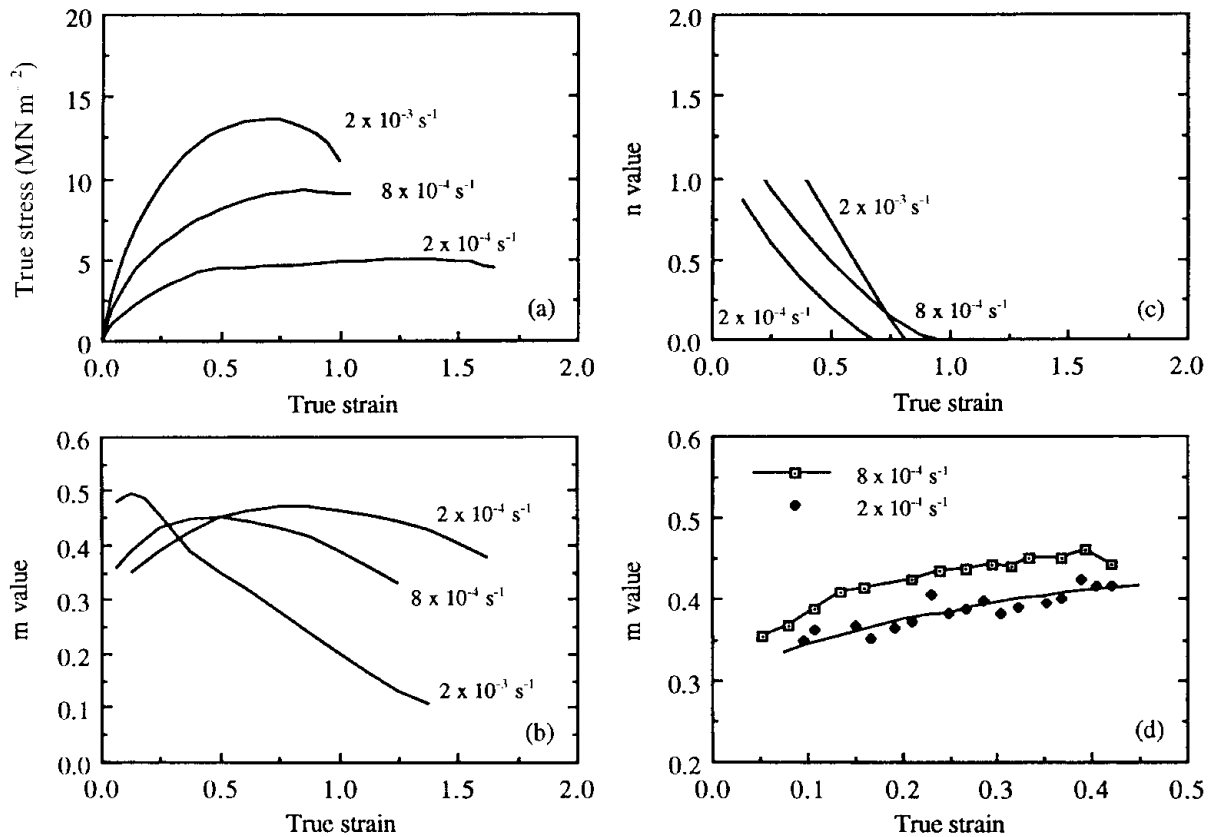 20
15
10
5
0
0.0 0.5 1.0 1.5 2.0
True stress (MN m⁻²)
True strain
2 x 10⁻³ s⁻¹
8 x 10⁻⁴ s⁻¹
2 x 10⁻⁴ s⁻¹
(a)
2.0
1.5
1.0
0.5
0.0
0.0 0.5 1.0 1.5 2.0
n value
True strain
2 x 10⁻³ s⁻¹
8 x 10⁻⁴ s⁻¹
2 x 10⁻⁴ s⁻¹
(c)
0.6
0.5
0.4
0.3
0.2
0.1
0.0
0.0 0.5 1.0 1.5 2.0
m value
True strain
2 x 10⁻⁴ s⁻¹
8 x 10⁻⁴ s⁻¹
2 x 10⁻³ s⁻¹
(b)
0.6
0.5
0.4
0.3
0.2
0.0 0.1 0.2 0.3 0.4 0.5
m value
True strain
8 x 10⁻⁴ s⁻¹
2 x 10⁻⁴ s⁻¹
(d)